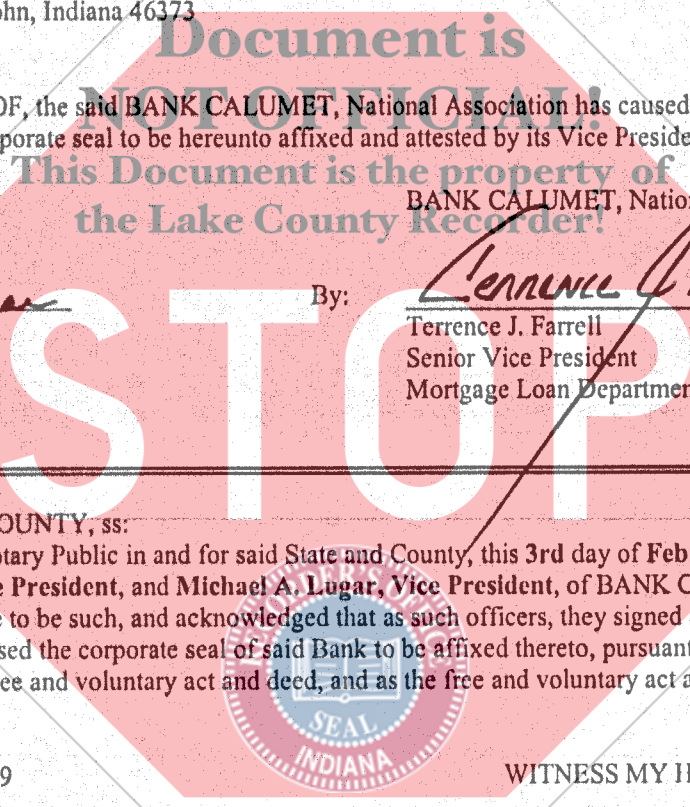 ohn, Indiana 46373
Document is
NOT OFFICIAL!
OF, the said BANK CALUMET, National Association has caused
porate seal to be hereunto affixed and attested by its Vice Preside
This Document is the property of
the Lake County Recorder!
BANK CALUMET, Nation
By:
Terrence J.
Terrence J. Farrell
Senior Vice President
Mortgage Loan Departmen
STOP
OUNTY, ss:
otary Public in and for said State and County, this 3rd day of Feb
e President, and Michael A. Lugar, Vice President, of BANK C
e to be such, and acknowledged that as such officers, they signed
sed the corporate seal of said Bank to be affixed thereto, pursuant
ee and voluntary act and deed, and as the free and voluntary act a
RECORDER'S OFFICE
SEAL
INDIANA
9
WITNESS MY H